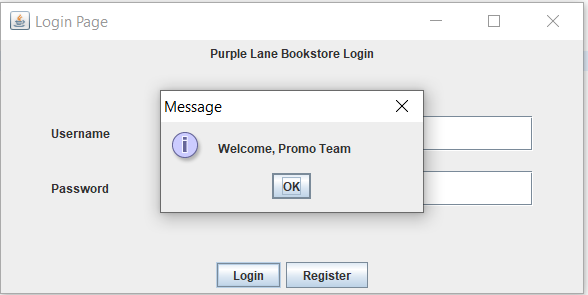 Login Page
Purple Lane Bookstore Login
Message
Welcome, Promo Team
OK
Username
Password
Login
Register